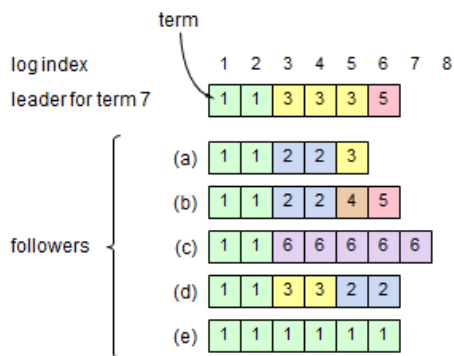 term
log index 1 2 3 4 5 6 7 8
leader for term 7 1 1 3 3 3 5
(a) 1 1 2 2 3
(b) 1 1 2 2 4 5
followers (c) 1 1 6 6 6 6 6
(d) 1 1 3 3 2 2
(e) 1 1 1 1 1 1